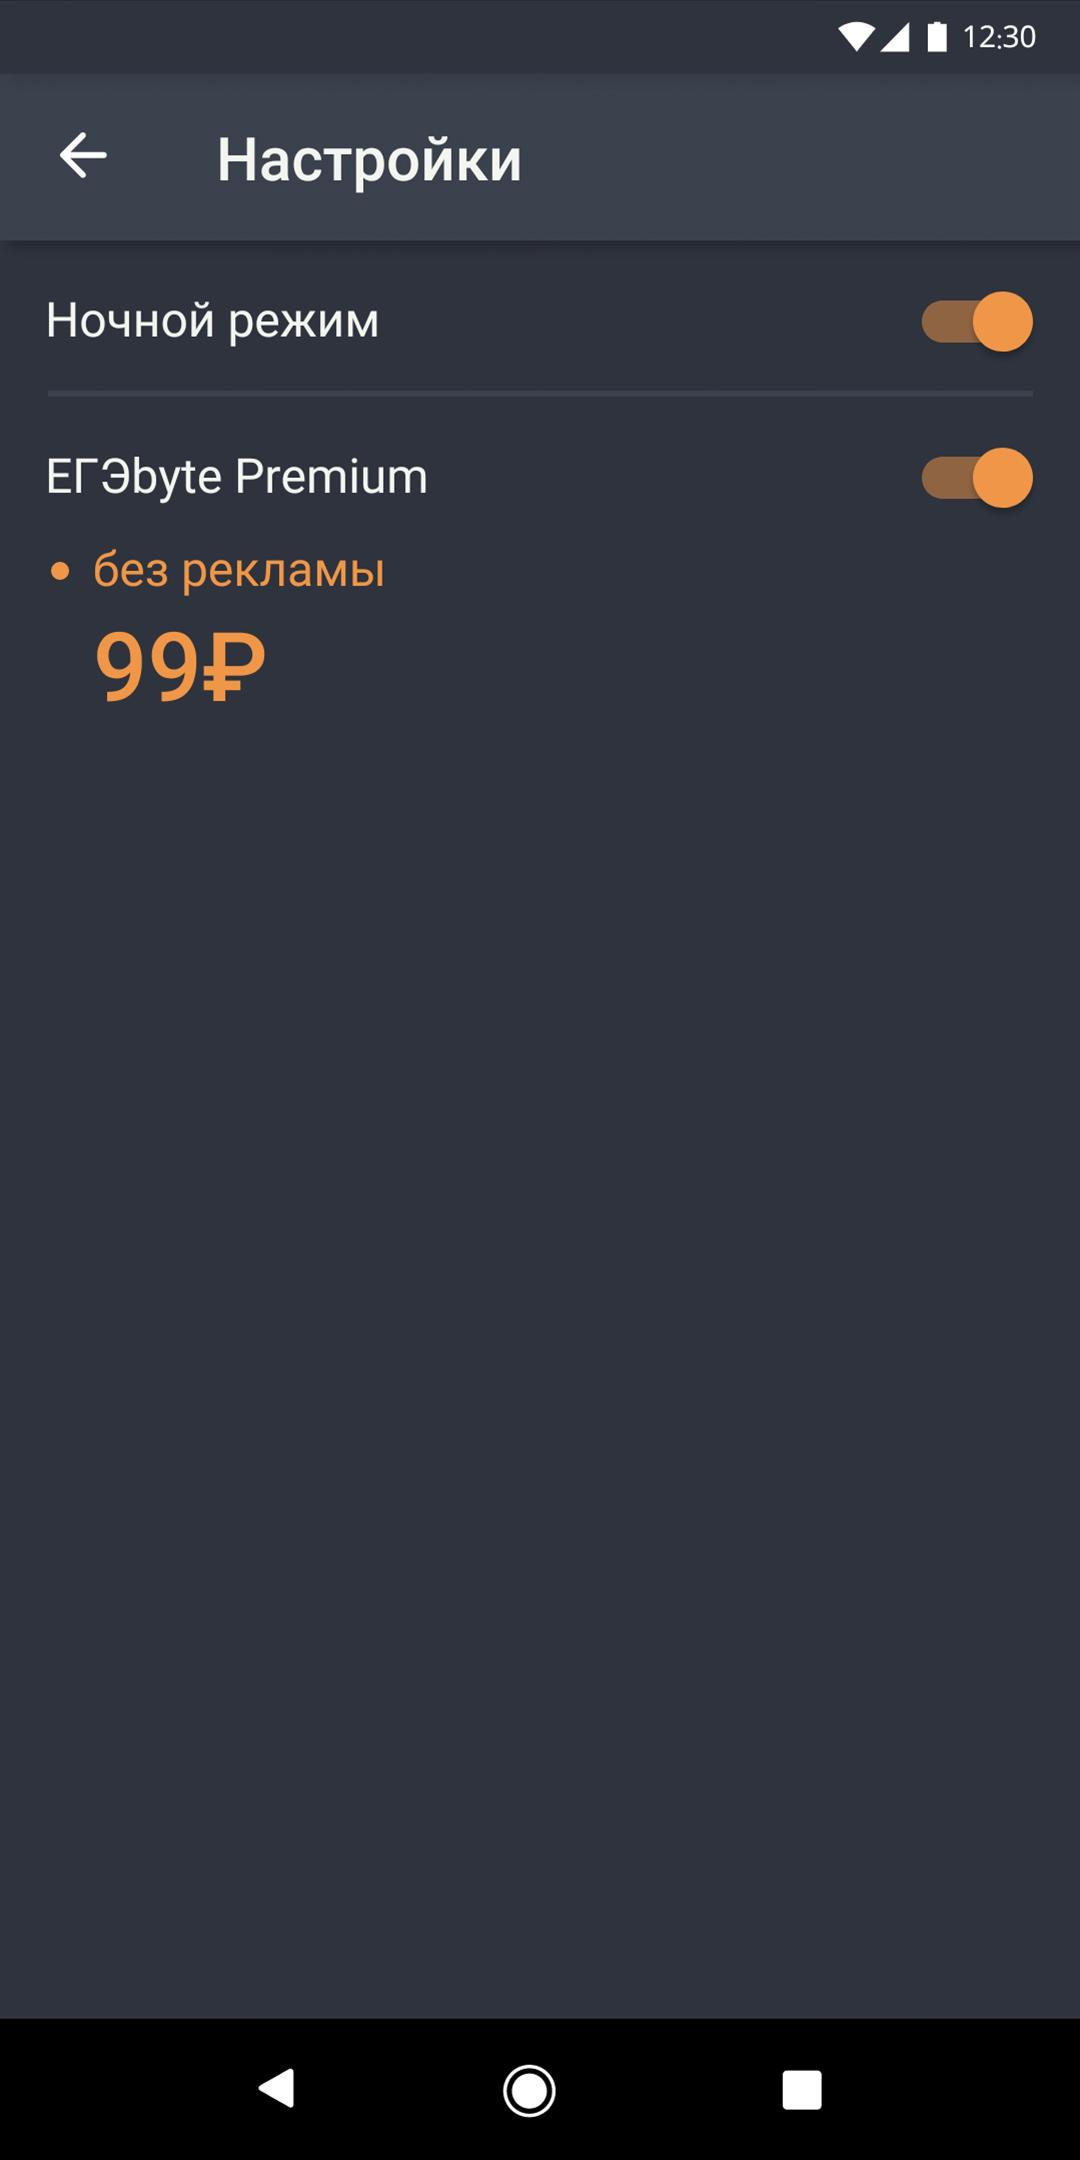 12:30
Настройки
Ночной режим
ЕГЭbyte Premium
• без рекламы
99₽